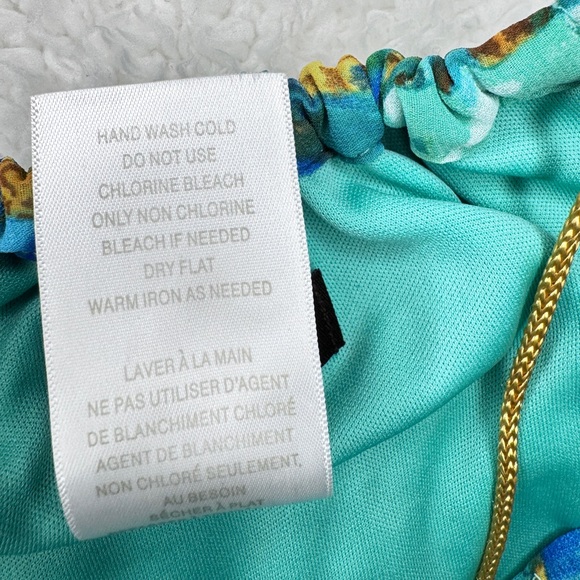 HAND WASH COLD
DO NOT USE
CHLORINE BLEACH
ONLY NON CHLORINE
BLEACH IF NEEDED
DRY FLAT
WARM IRON AS NEEDED
LAVER À LA MAIN
NE PAS UTILISER D'AGENT
DE BLANCHIMENT CHLORÉ
AGENT DE BLANCHIMENT
NON CHLORÉ SEULEMENT.
AU BESOIN
SÉCHER À PLAT